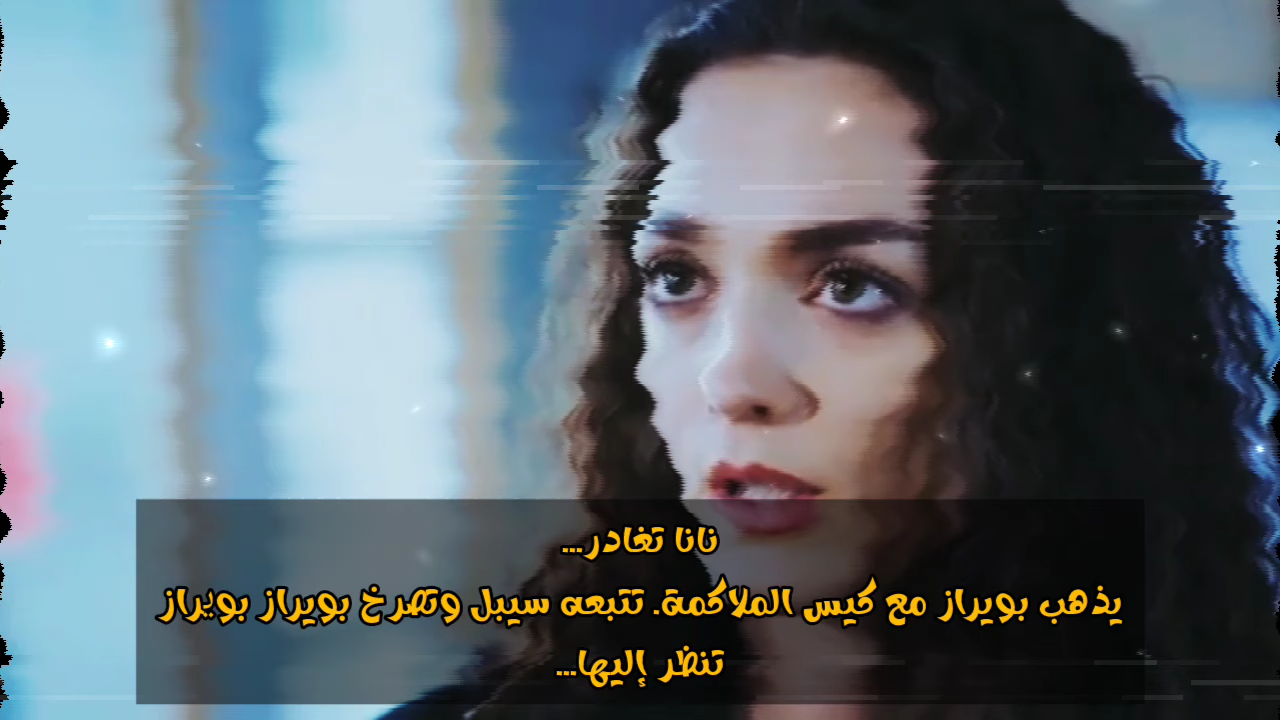 نانا تغادر...
يذهب بويراز مع كيس الملاكمة. تتبعه سيبل وتصرخ بويراز بويراز
تنظر إليها...